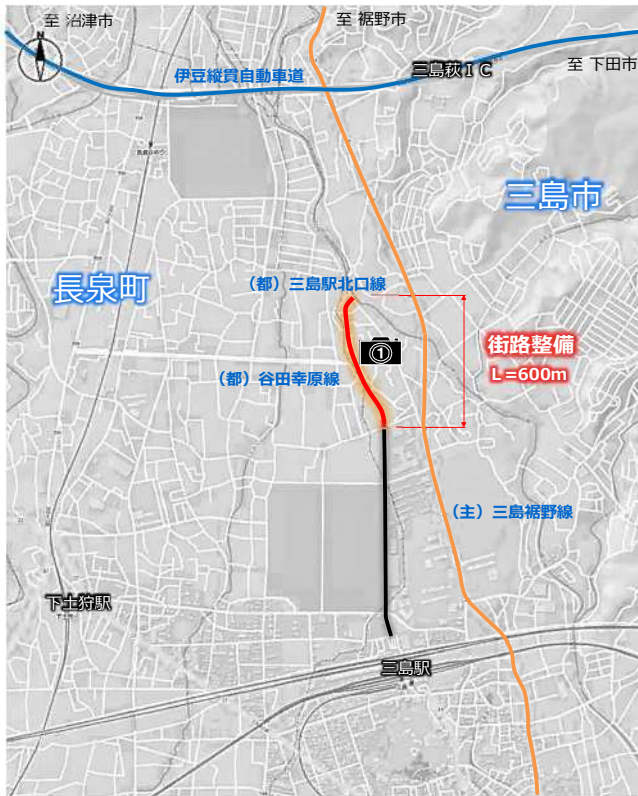 至 沼津市
至 裾野市
N
伊豆縦貫自動車道
三島萩IC
至 下田市
三島市
長泉町
(都)三島駅北口線
①
街路整備
L=600m
(都)谷田幸原線
(主)三島裾野線
下土狩駅
三島駅